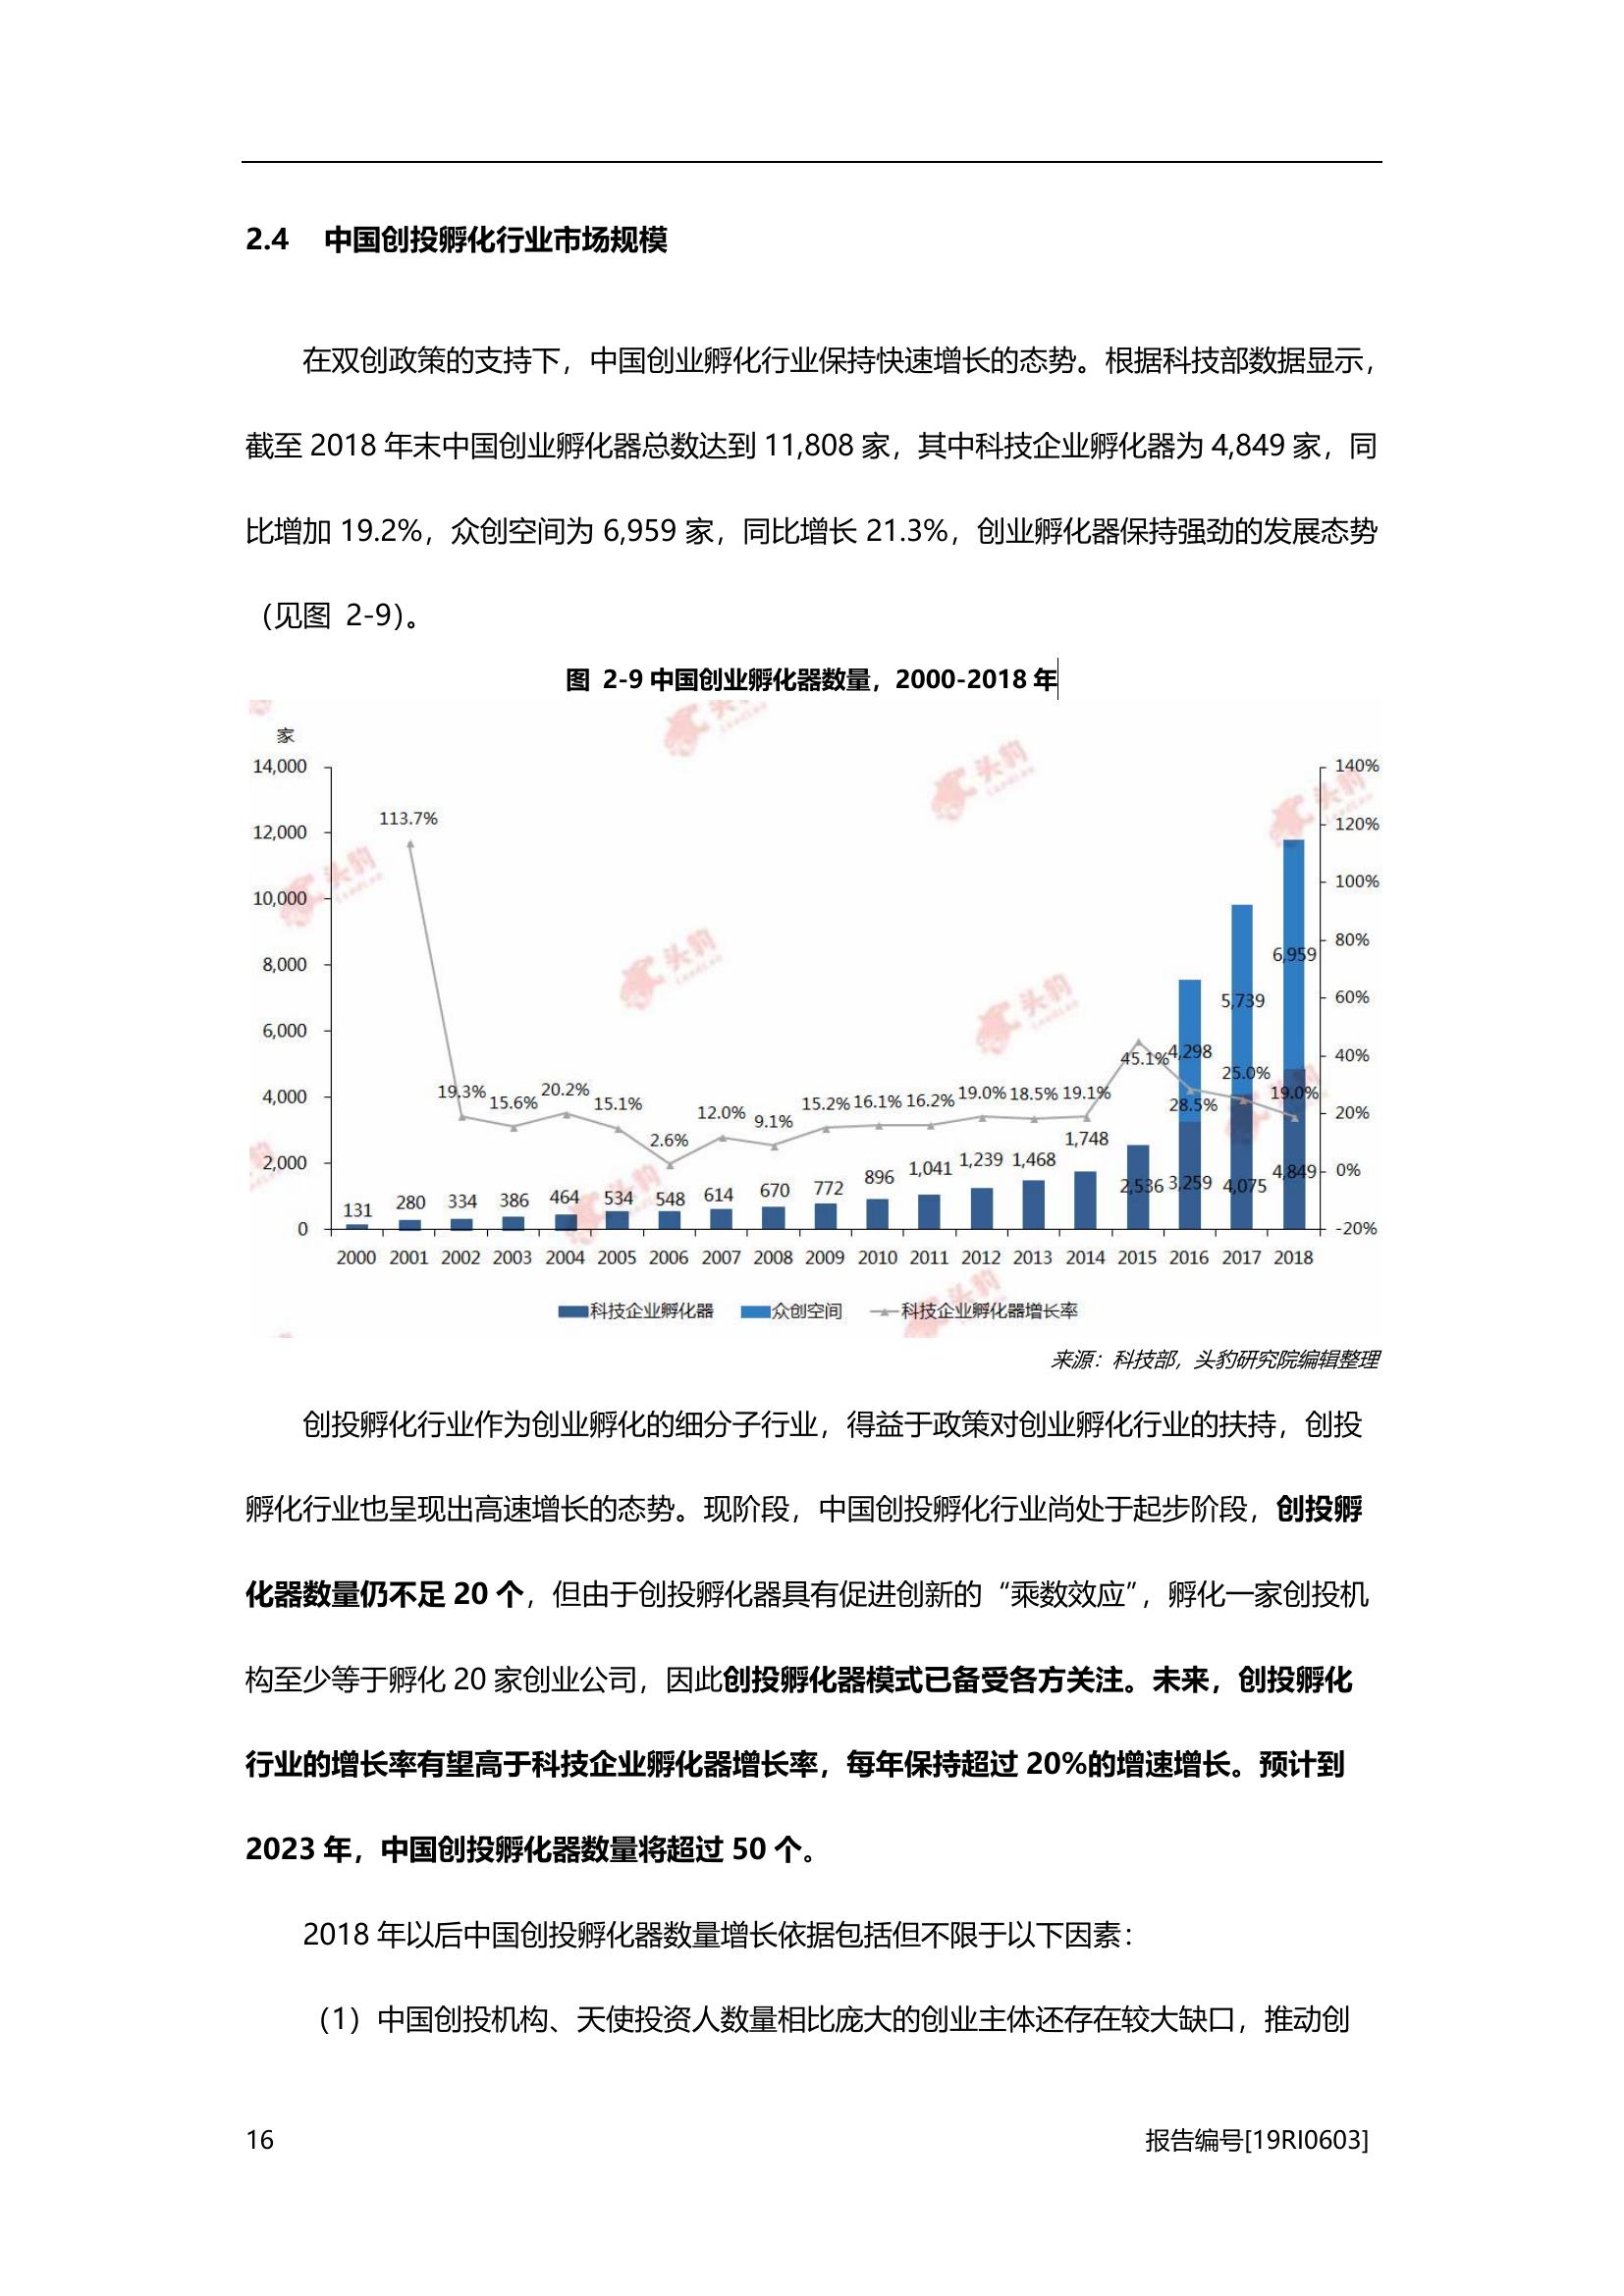 2.4 中国创投孵化行业市场规模
在双创政策的支持下，中国创业孵化行业保持快速增长的态势。根据科技部数据显示，
截至 2018 年末中国创业孵化器总数达到 11,808 家，其中科技企业孵化器为 4,849 家，同
比增加 19.2%，众创空间为 6,959 家，同比增长 21.3%，创业孵化器保持强劲的发展态势
（见图 2-9）。
图 2-9 中国创业孵化器数量，2000-2018 年
家
14,000 140%
113.7%
12,000 120%
10,000 100%
8,000 80%
6,959
5,739
6,000 60%
45.1% 4,298 40%
25.0%
4,000 19.3% 15.6% 20.2% 15.1% 2.6% 12.0% 9.1% 15.2% 16.1% 16.2% 19.0% 18.5% 19.1% 28.5% 19.0% 20%
2,000 0%
131 280 334 386 464 534 548 614 670 772 896 1,041 1,239 1,468 1,748 2,536 3,259 4,075 4,849
0 -20%
2000 2001 2002 2003 2004 2005 2006 2007 2008 2009 2010 2011 2012 2013 2014 2015 2016 2017 2018
科技企业孵化器 众创空间 科技企业孵化器增长率
头豹
LeadLeo
来源：科技部，头豹研究院编辑整理
创投孵化行业作为创业孵化的细分子行业，得益于政策对创业孵化行业的扶持，创投
孵化行业也呈现出高速增长的态势。现阶段，中国创投孵化行业尚处于起步阶段，创投孵
化器数量仍不足 20 个，但由于创投孵化器具有促进创新的“乘数效应”，孵化一家创投机
构至少等于孵化 20 家创业公司，因此创投孵化器模式已备受各方关注。未来，创投孵化
行业的增长率有望高于科技企业孵化器增长率，每年保持超过 20%的增速增长。预计到
2023 年，中国创投孵化器数量将超过 50 个。
2018 年以后中国创投孵化器数量增长依据包括但不限于以下因素：
（1）中国创投机构、天使投资人数量相比庞大的创业主体还存在较大缺口，推动创
16 报告编号[19RI0603]